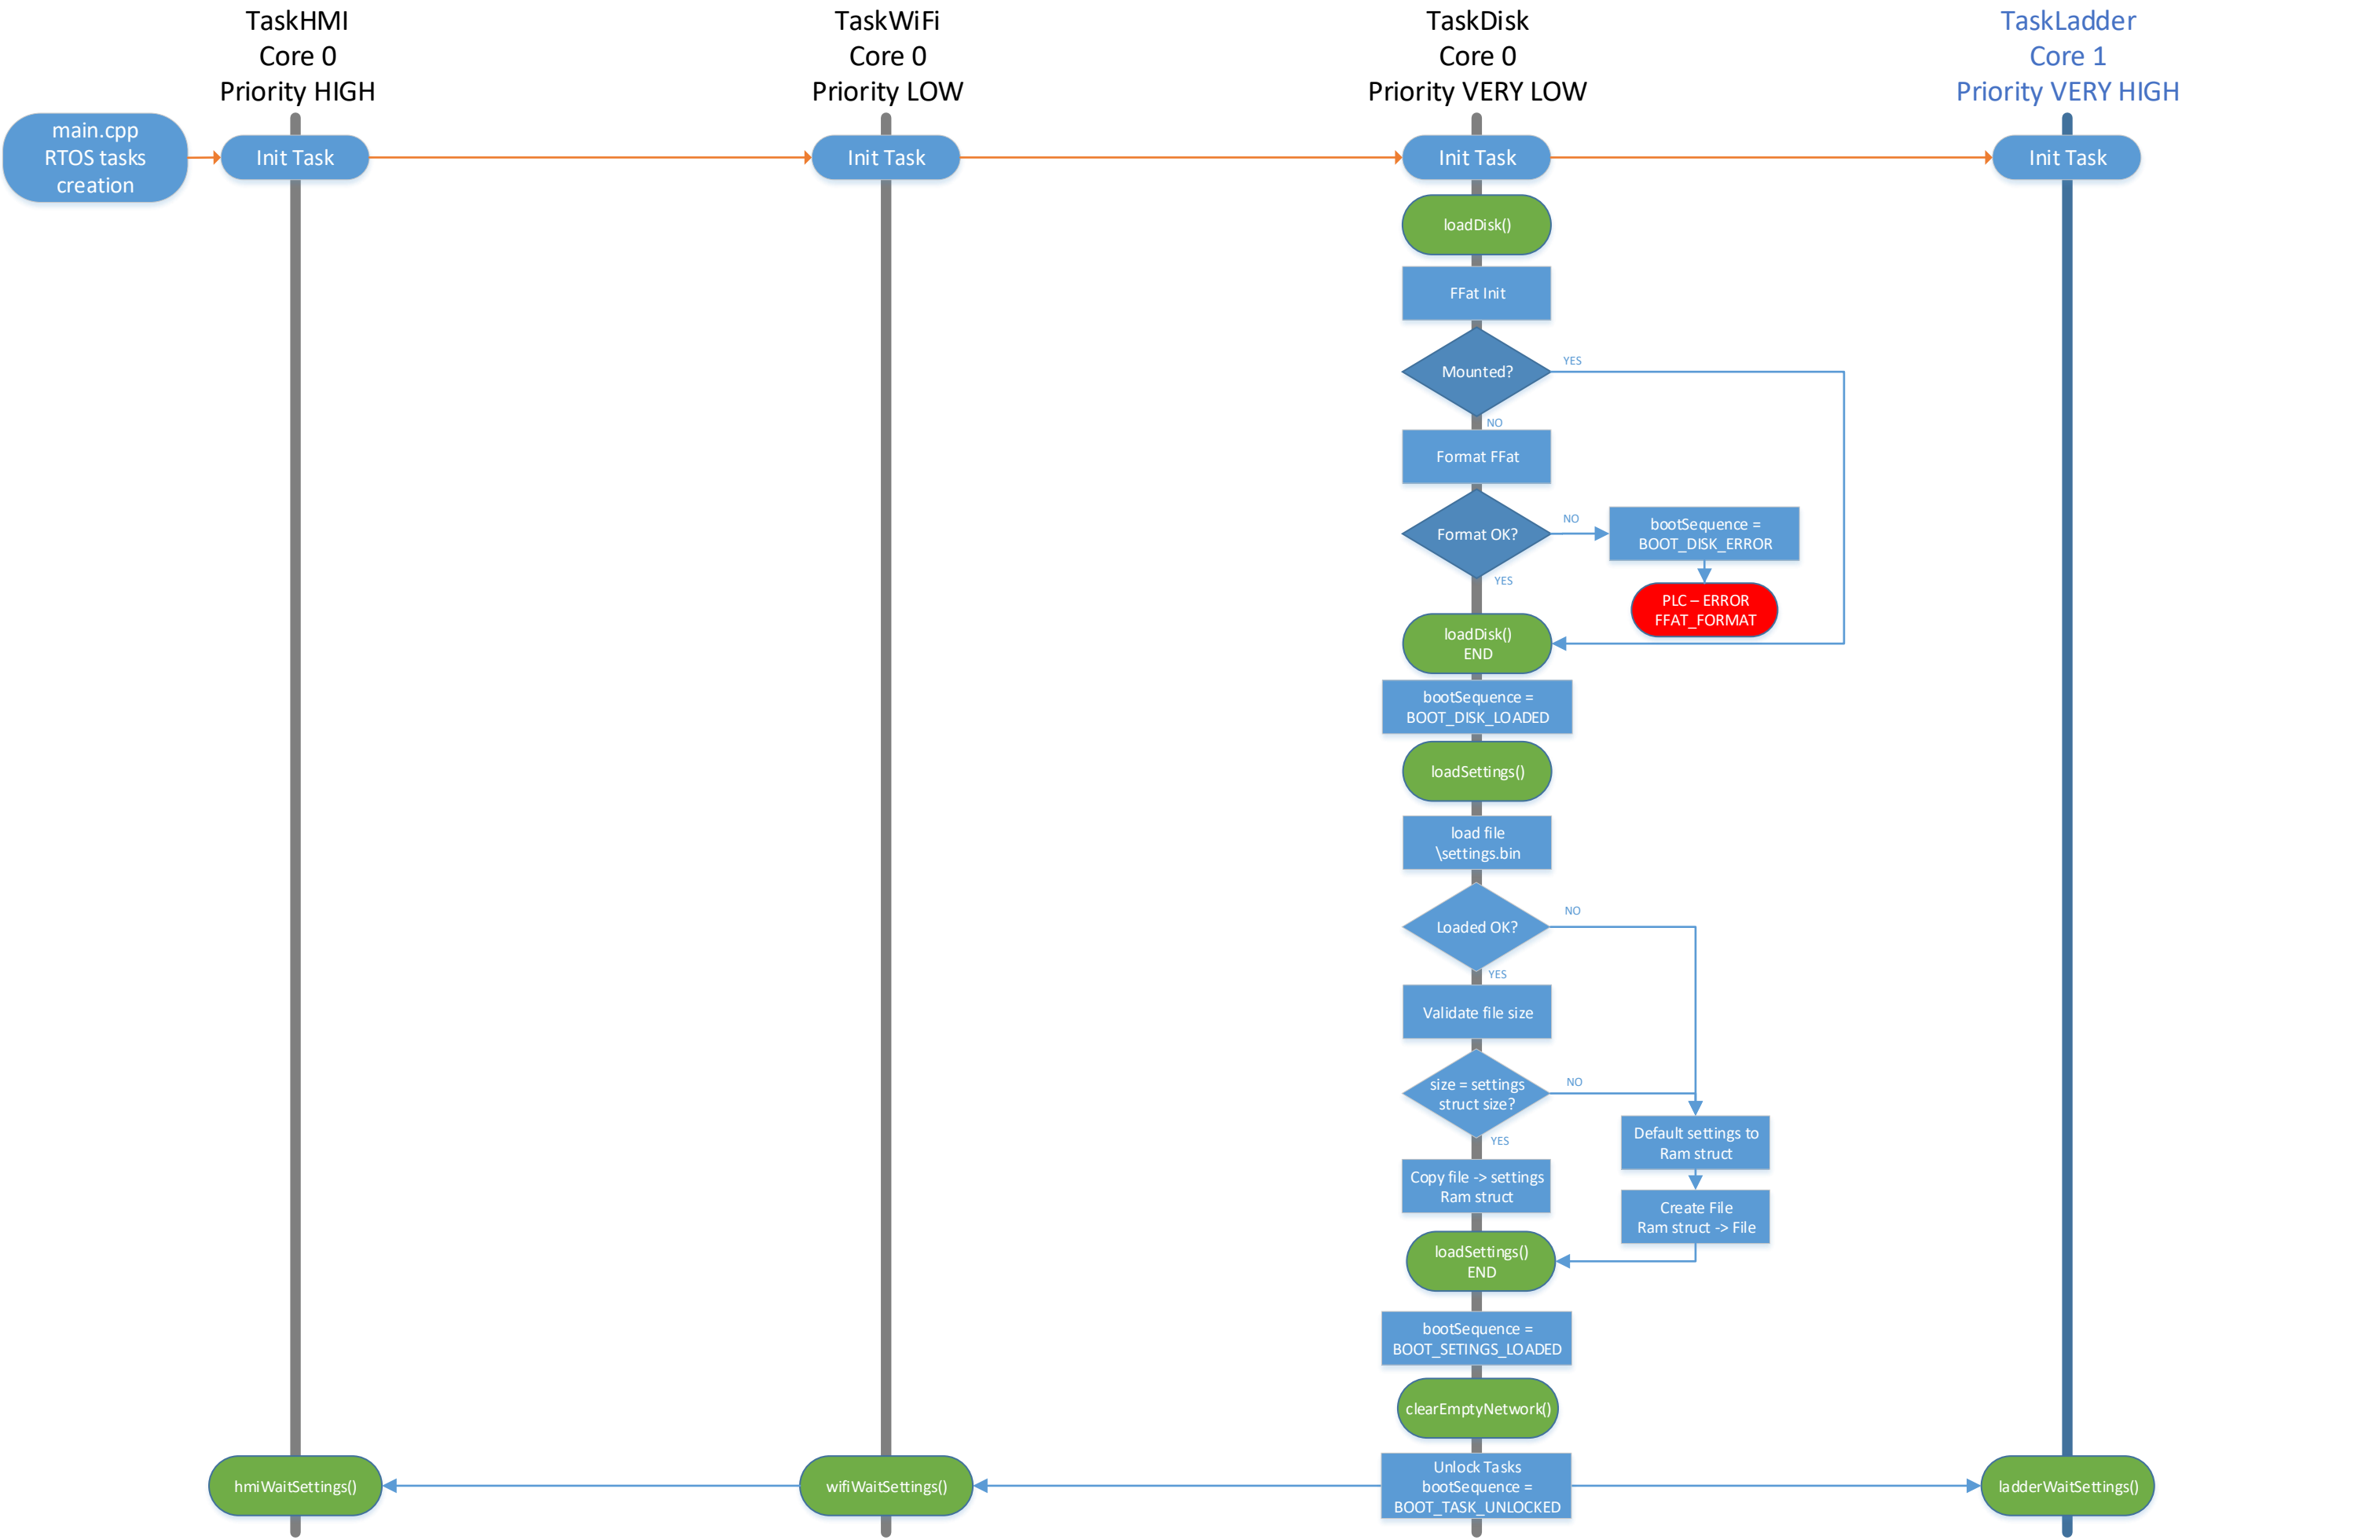 TaskHMI
Core 0
Priority HIGH
TaskWiFi
Core 0
Priority LOW
TaskDisk
Core 0
Priority VERY LOW
TaskLadder
Core 1
Priority VERY HIGH
main.cpp
RTOS tasks
creation
Init Task
Init Task
Init Task
Init Task
loadDisk()
FFat Init
Mounted?
YES
NO
Format FFat
Format OK?
NO
bootSequence =
BOOT_DISK_ERROR
YES
PLC – ERROR
FFAT_FORMAT
loadDisk()
END
bootSequence =
BOOT_DISK_LOADED
loadSettings()
load file
\settings.bin
Loaded OK?
NO
YES
Validate file size
size = settings
struct size?
NO
YES
Default settings to
Ram struct
Copy file -> settings
Ram struct
Create File
Ram struct -> File
loadSettings()
END
bootSequence =
BOOT_SETINGS_LOADED
clearEmptyNetwork()
hmiWaitSettings()
wifiWaitSettings()
Unlock Tasks
bootSequence =
BOOT_TASK_UNLOCKED
ladderWaitSettings()